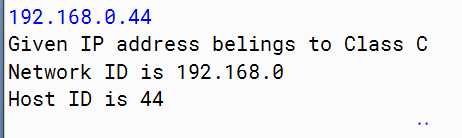 192.168.0.44
Given IP address belings to Class C
Network ID is 192.168.0
Host ID is 44